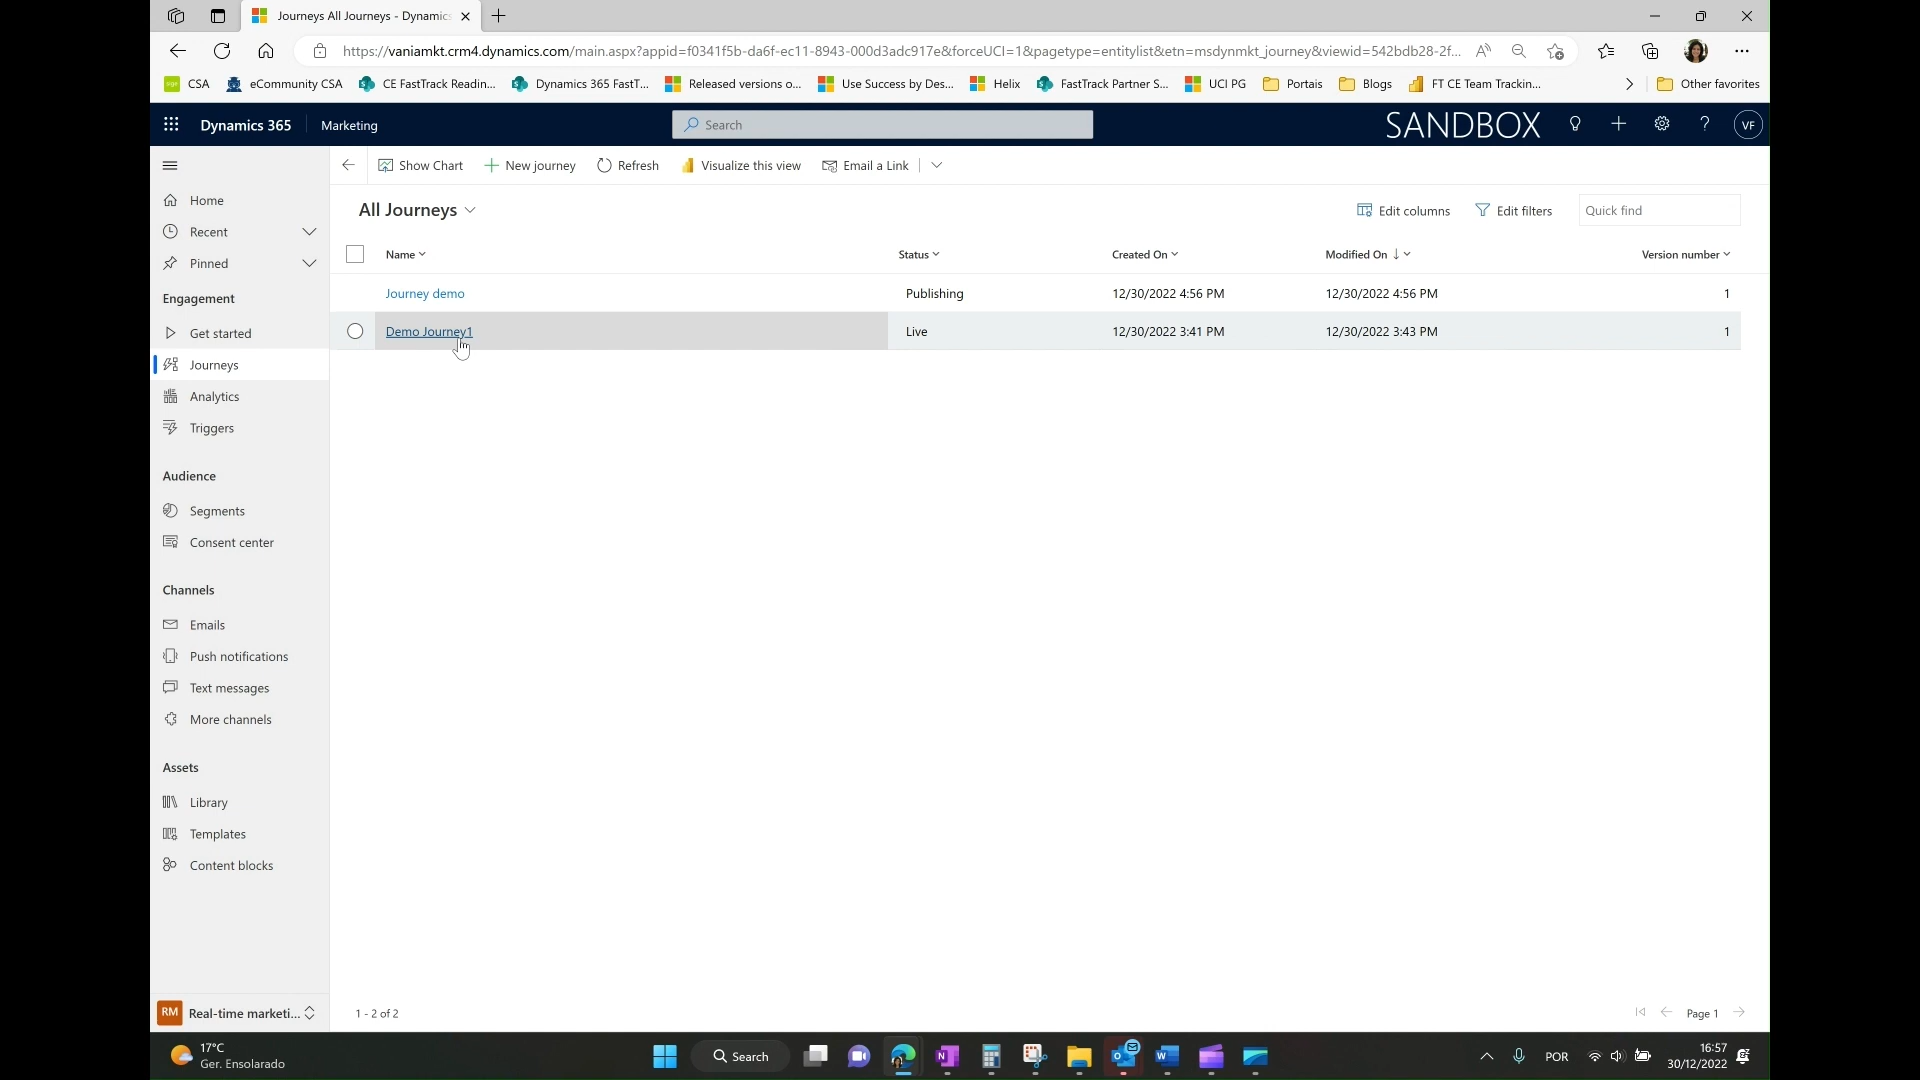 Journeys All Journeys - Dynamic
https://vaniamkt.crm4.dynamics.com/main.aspx?appid=f0341f5b-da6f-ec11-8943-000d3adc917e&forceUCI=1&pagetype=entitylist&etn=msdynmkt_journey&viewid=542bdb28-2f...
CSA eCommunity CSA CE FastTrack Readin... Dynamics 365 FastT... Released versions o... Use Success by Des... Helix FastTrack Partner S... UCI PG Portais Blogs FT CE Team Trackin... Other favorites
Dynamics 365 Marketing Search SANDBOX VF
Show Chart New journey Refresh Visualize this view Email a Link
Home
Recent
Pinned
Engagement
Get started
Journeys
Analytics
Triggers
Audience
Segments
Consent center
Channels
Emails
Push notifications
Text messages
More channels
Assets
Library
Templates
Content blocks
RM Real-time marketi...
All Journeys Edit columns Edit filters Quick find
Name Status Created On Modified On Version number
Journey demo Publishing 12/30/2022 4:56 PM 12/30/2022 4:56 PM 1
Demo Journey1 Live 12/30/2022 3:41 PM 12/30/2022 3:43 PM 1
1 - 2 of 2 Page 1
17°C
Ger. Ensolarado
Search
POR
16:57
30/12/2022